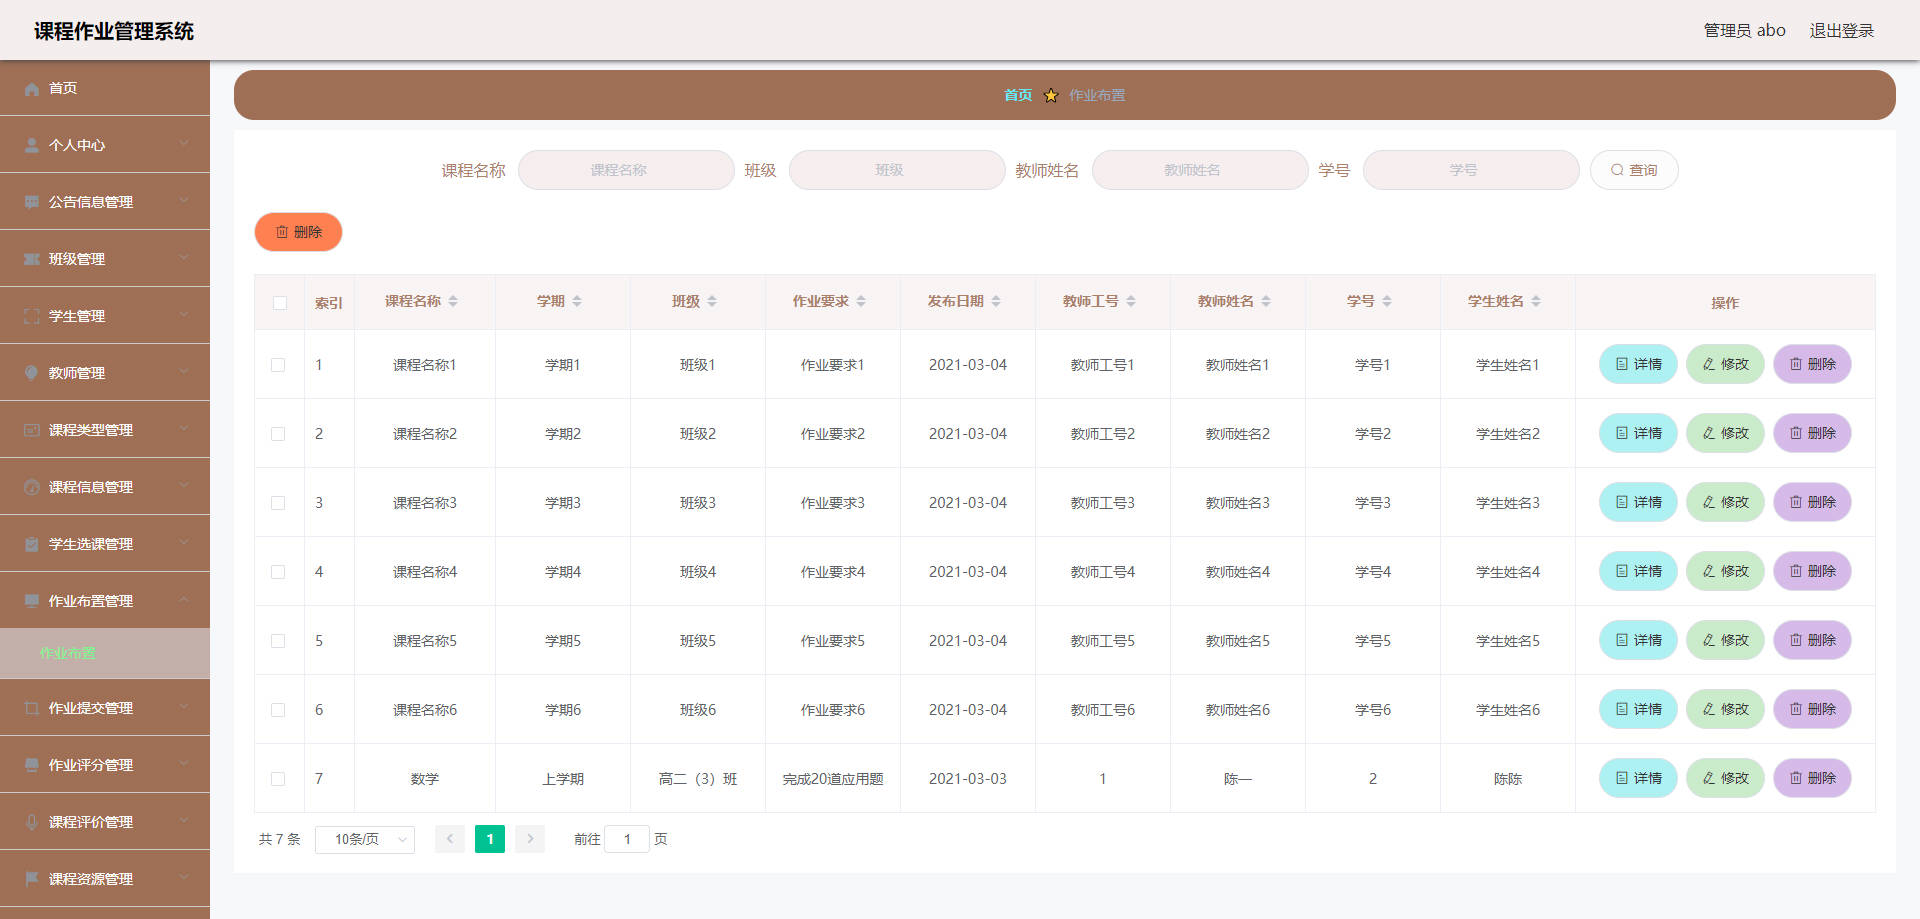 课程作业管理系统
管理员 abo 退出登录
首页
个人中心
公告信息管理
班级管理
学生管理
教师管理
课程类型管理
课程信息管理
学生选课管理
作业布置管理
作业布置
作业提交管理
作业评分管理
课程评价管理
课程资源管理
首页 作业布置
课程名称 课程名称 班级 班级 教师姓名 教师姓名 学号 学号 查询
删除
索引 课程名称 学期 班级 作业要求 发布日期 教师工号 教师姓名 学号 学生姓名 操作
1 课程名称1 学期1 班级1 作业要求1 2021-03-04 教师工号1 教师姓名1 学号1 学生姓名1 详情 修改 删除
2 课程名称2 学期2 班级2 作业要求2 2021-03-04 教师工号2 教师姓名2 学号2 学生姓名2 详情 修改 删除
3 课程名称3 学期3 班级3 作业要求3 2021-03-04 教师工号3 教师姓名3 学号3 学生姓名3 详情 修改 删除
4 课程名称4 学期4 班级4 作业要求4 2021-03-04 教师工号4 教师姓名4 学号4 学生姓名4 详情 修改 删除
5 课程名称5 学期5 班级5 作业要求5 2021-03-04 教师工号5 教师姓名5 学号5 学生姓名5 详情 修改 删除
6 课程名称6 学期6 班级6 作业要求6 2021-03-04 教师工号6 教师姓名6 学号6 学生姓名6 详情 修改 删除
7 数学 上学期 高二（3）班 完成20道应用题 2021-03-03 1 陈一 2 陈陈 详情 修改 删除
共 7 条 10条/页 1 前往 1 页